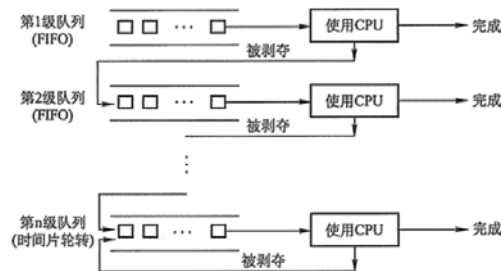 第1级队列
(FIFO)
使用CPU
完成
被剥夺
第2级队列
(FIFO)
使用CPU
完成
被剥夺
第n级队列
(时间片轮转)
使用CPU
完成
被剥夺